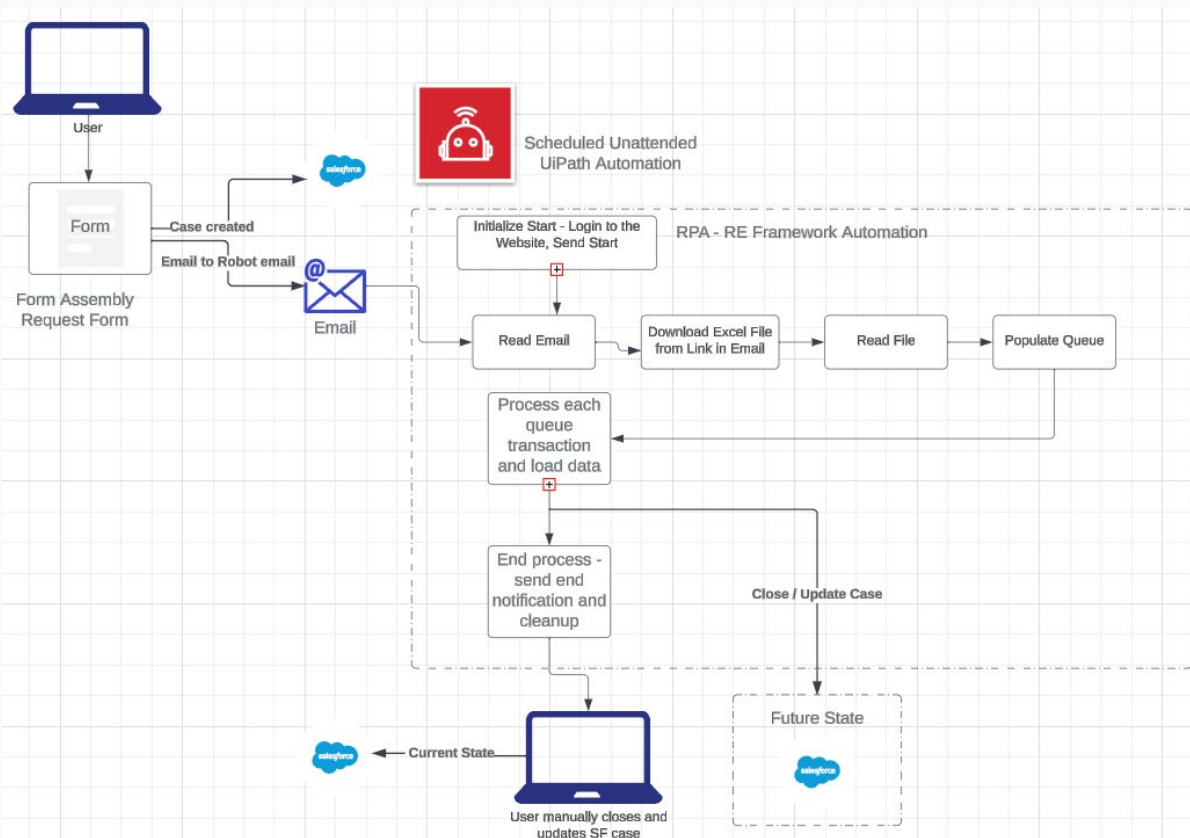 User
salesforce
Scheduled Unattended
UiPath Automation
Form
Case created
Email to Robot email
Form Assembly
Request Form
@
Email
Initialize Start - Login to the
Website, Send Start
RPA - RE Framework Automation
+
Read Email
Download Excel File
from Link in Email
Read File
Populate Queue
Process each
queue
transaction
and load data
+
End process -
send end
notification and
cleanup
Close / Update Case
Future State
salesforce
Current State
salesforce
User manually closes and
updates SF case